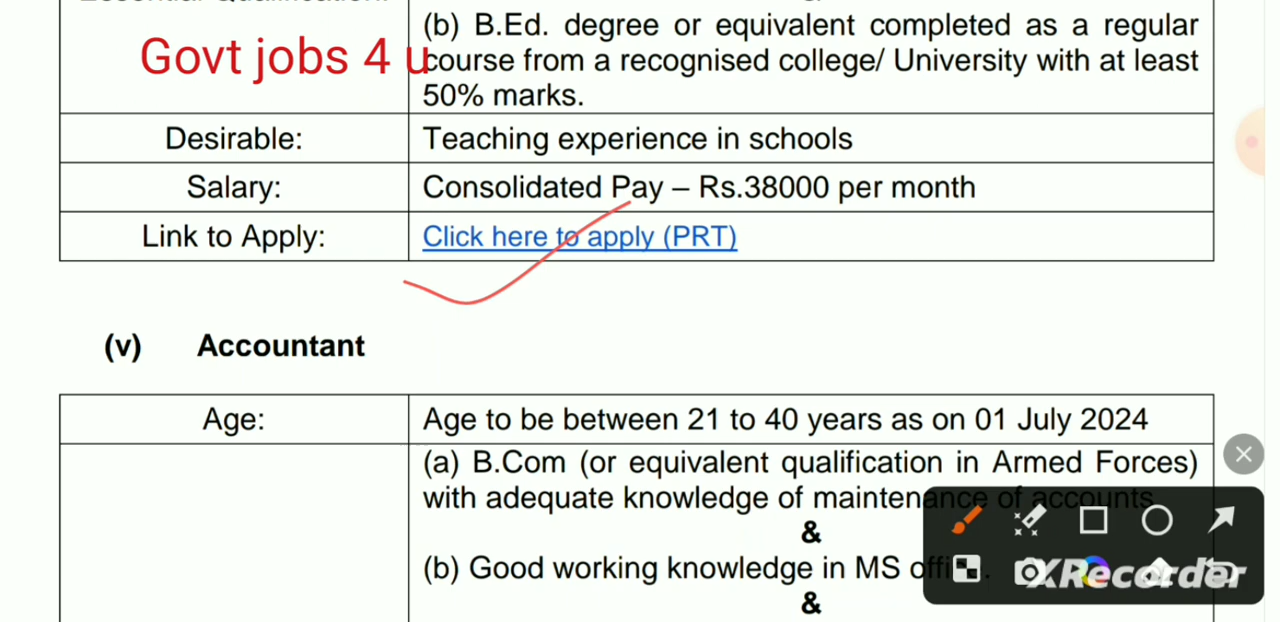 (b) B.Ed. degree or equivalent completed as a regular
Govt jobs 4 u
course from a recognised college/ University with at least
50% marks.
Desirable: Teaching experience in schools
Salary: Consolidated Pay – Rs.38000 per month
Link to Apply: Click here to apply (PRT)
(v) Accountant
Age: Age to be between 21 to 40 years as on 01 July 2024
(a) B.Com (or equivalent qualification in Armed Forces)
with adequate knowledge of maintenance of accounts
&
(b) Good working knowledge in MS
&
XRecorder